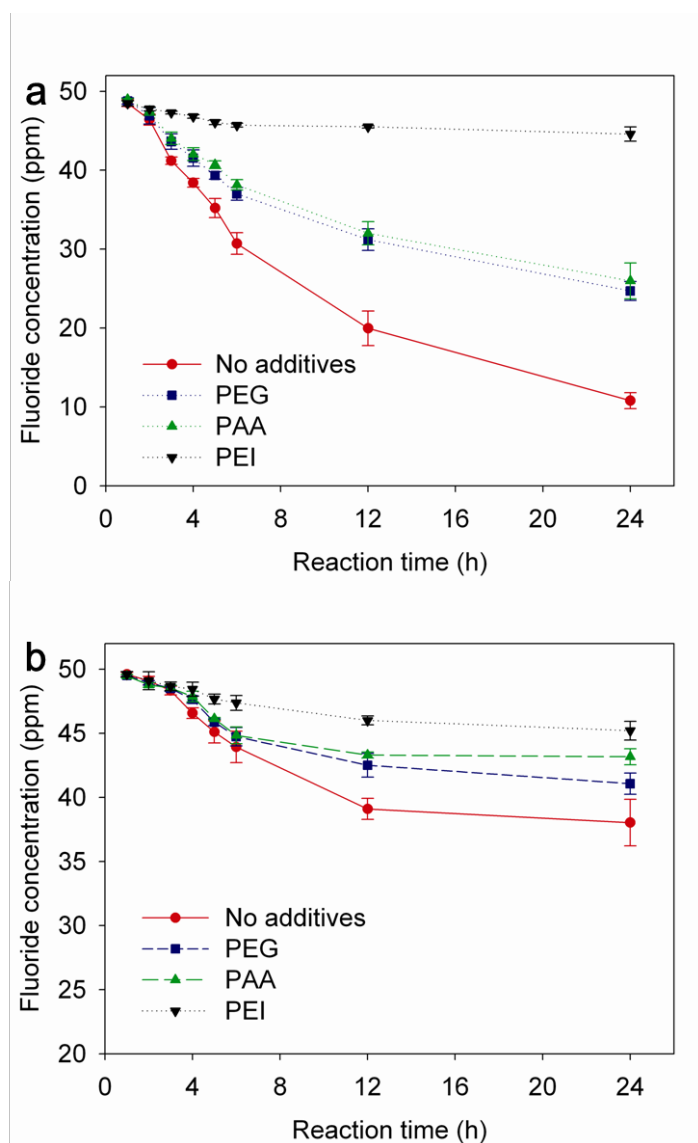 a
Fluoride concentration (ppm)
50
40
30
20
10
0
No additives
PEG
PAA
PEI
0 4 8 12 16 20 24
Reaction time (h)
b
Fluoride concentration (ppm)
50
45
40
35
30
25
20
No additives
PEG
PAA
PEI
0 4 8 12 16 20 24
Reaction time (h)